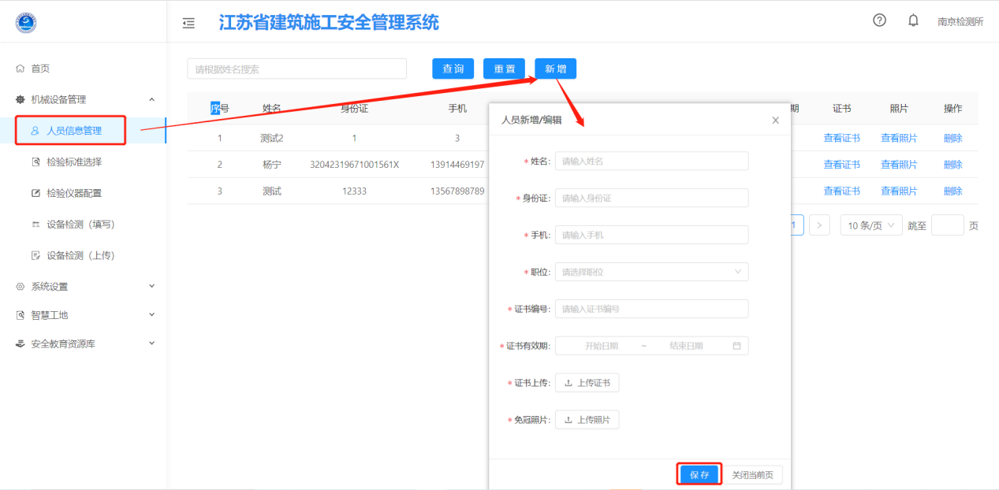 江苏省建筑施工安全管理系统
南京检测所
首页
机械设备管理
人员信息管理
检验标准选择
检验仪器配置
设备检测（填写）
设备检测（上传）
系统设置
智慧工地
安全教育资源库
请根据姓名搜索 查 询 重 置 新 增
序号 姓名 身份证 手机 期 证书 照片 操作
1 测试2 1 3 查看证书 查看照片 删除
2 杨宁 32042319671001561X 13914469197 查看证书 查看照片 删除
3 测试 12333 13567898789 查看证书 查看照片 删除
1 > 10 条/页 跳至 页
人员新增/编辑 X
* 姓名: 请输入姓名
* 身份证: 请输入身份证
* 手机: 请输入手机
* 职位: 请选择职位
* 证书编号: 请输入证书编号
* 证书有效期: 开始日期 ~ 结束日期
* 证书上传: 上传证书
* 免冠照片: 上传照片
保 存 关闭当前页